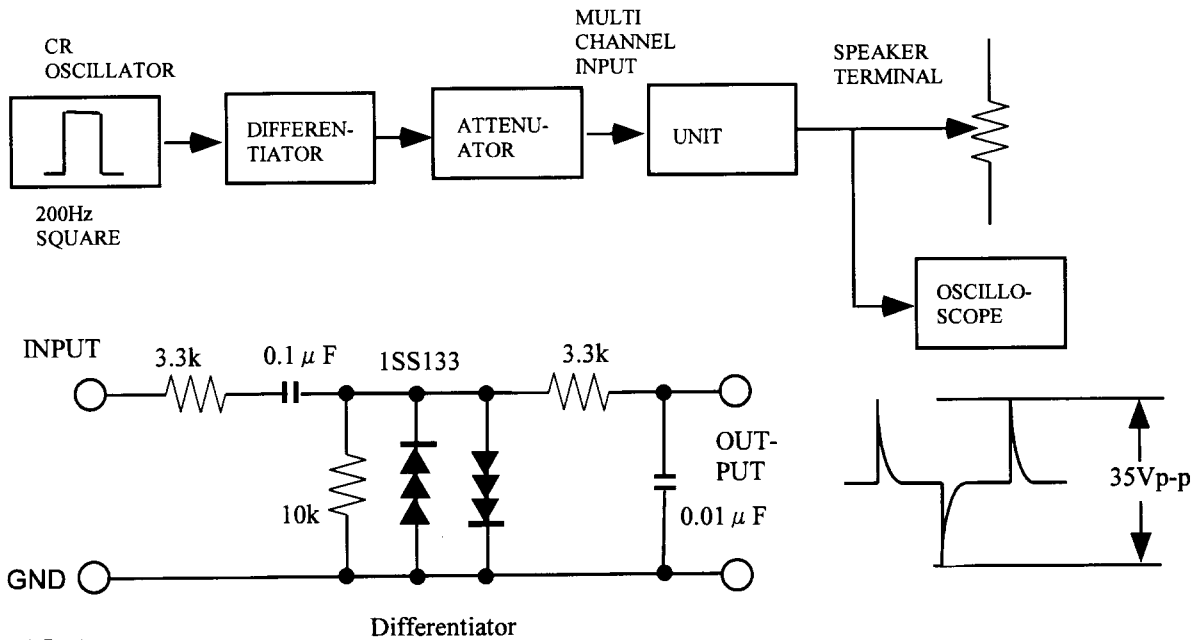 CR
OSCILLATOR
200Hz
SQUARE
DIFFEREN-
TIATOR
ATTENU-
ATOR
MULTI
CHANNEL
INPUT
UNIT
SPEAKER
TERMINAL
OSCILLO-
SCOPE
INPUT
3.3k
0.1 μ F
1SS133
3.3k
10k
OUT-
PUT
0.01 μ F
GND
Differentiator
35Vp-p